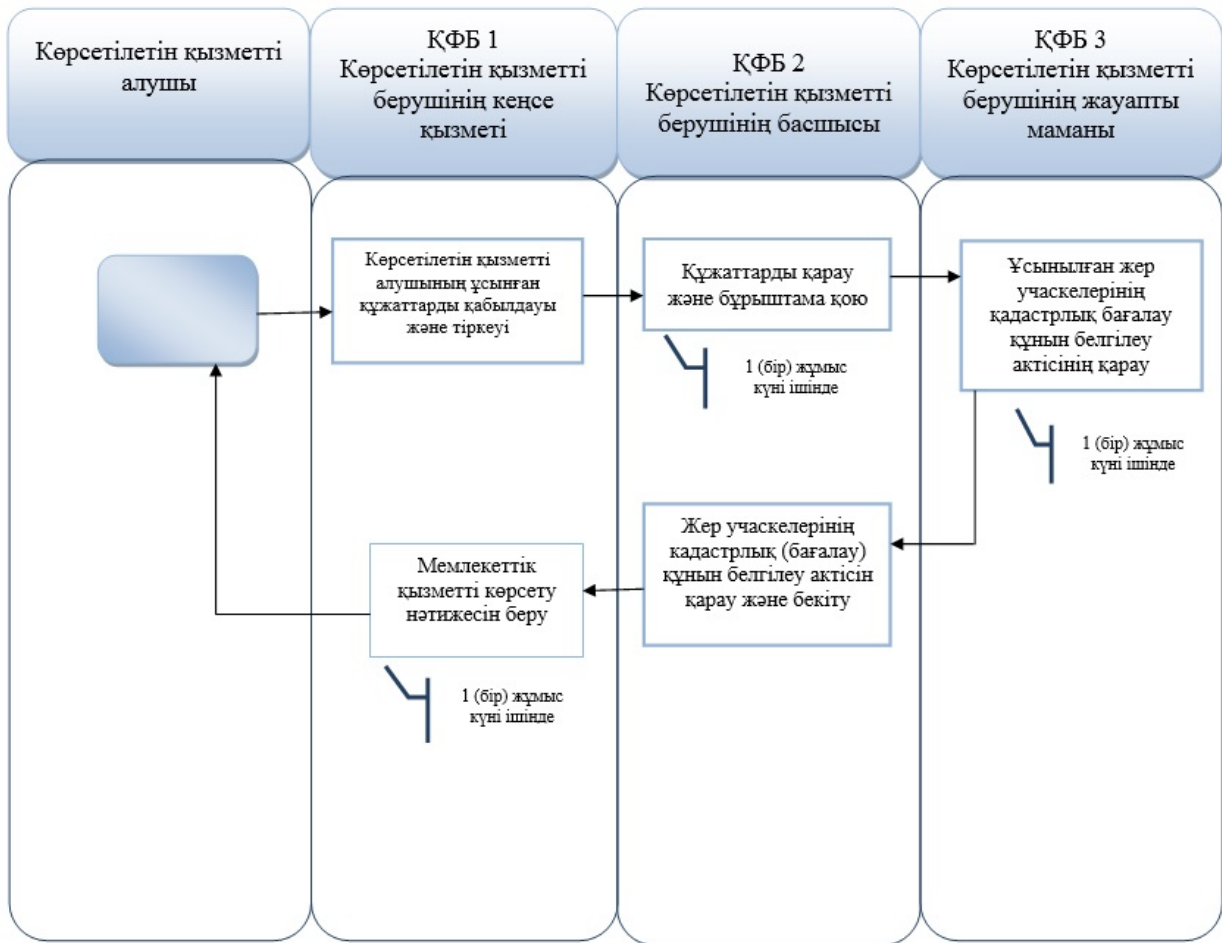 Көрсетілетін қызметті
алушы
ҚФБ 1
Көрсетілетін қызметті
берушінің кеңсе
қызметі
ҚФБ 2
Көрсетілетін қызметті
берушінің басшысы
ҚФБ 3
Көрсетілетін қызметті
берушінің жауапты
маманы
Көрсетілетін қызметті
алушының ұсынған
құжаттарды қабылдауы
және тіркеуі
Құжаттарды қарау
және бұрыштама қою
1 (бір) жұмыс
күні ішінде
Ұсынылған жер
учаскелерінің
қадастрлық бағалау
құнын белгілеу
актісінің қарау
1 (бір) жұмыс
күні ішінде
Жер учаскелерінің
кадастрлық (бағалау)
құнын белгілеу актісін
қарау және бекіту
Мемлекеттік
қызметті көрсету
нәтижесін беру
1 (бір) жұмыс
күні ішінде